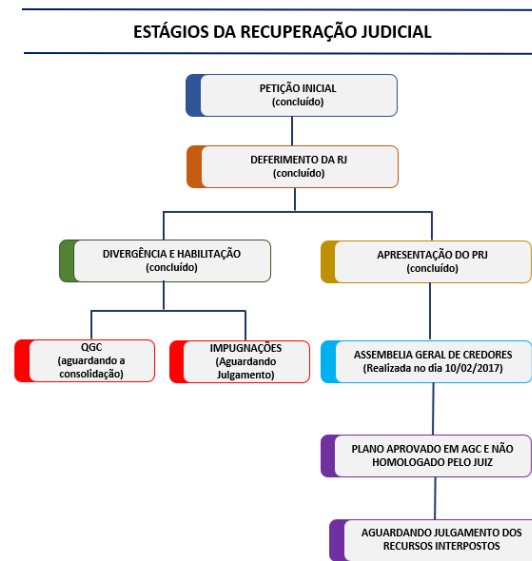 ESTÁGIOS DA RECUPERAÇÃO JUDICIAL
PETIÇÃO INICIAL
(concluído)
DEFERIMENTO DA RJ
(concluído)
DIVERGÊNCIA E HABILITAÇÃO
(concluído)
APRESENTAÇÃO DO PRJ
(concluído)
QGC
(aguardando a
consolidação)
IMPUGNAÇÕES
(Aguardando
Julgamento)
ASSEMBELIA GERAL DE CREDORES
(Realizada no dia 10/02/2017)
PLANO APROVADO EM AGC E NÃO
HOMOLOGADO PELO JUIZ
AGUARDANDO JULGAMENTO DOS
RECURSOS INTERPOSTOS